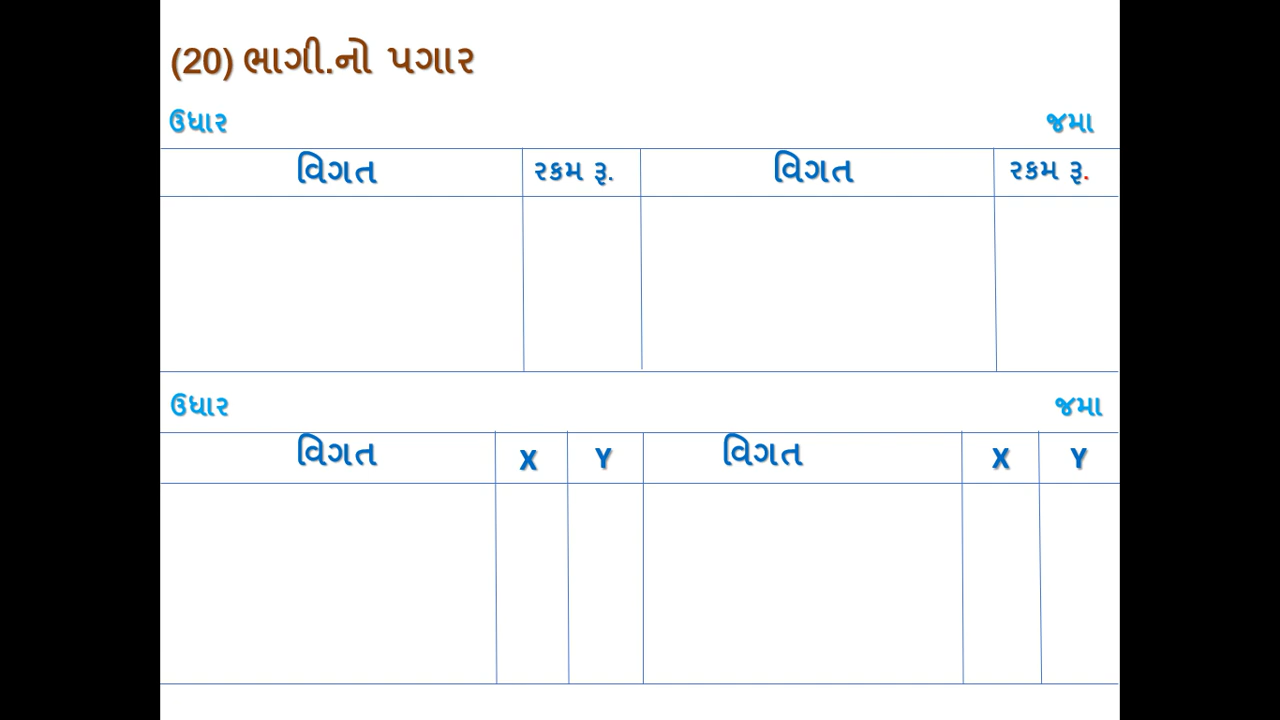 (20) ભાગી.નો પગાર
ઉધાર જમા
વિગત રકમ રૂ. વિગત રકમ રૂ.
ઉધાર જમા
વિગત X Y વિગત X Y